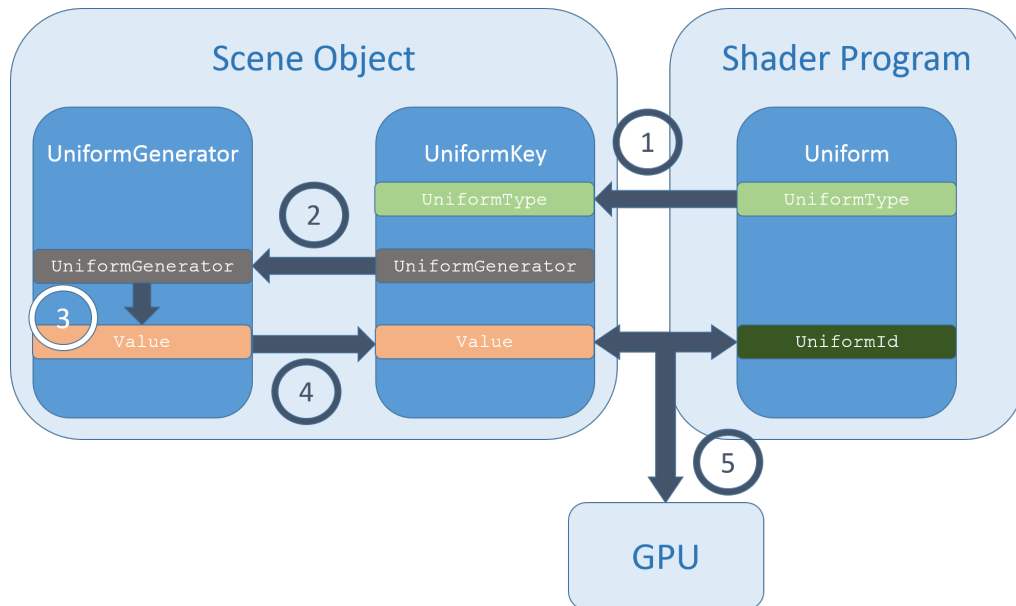 Scene Object
Shader Program
UniformGenerator
UniformKey
Uniform
1
UniformType
UniformType
2
UniformGenerator
UniformGenerator
3
Value
Value
UniformId
4
5
GPU